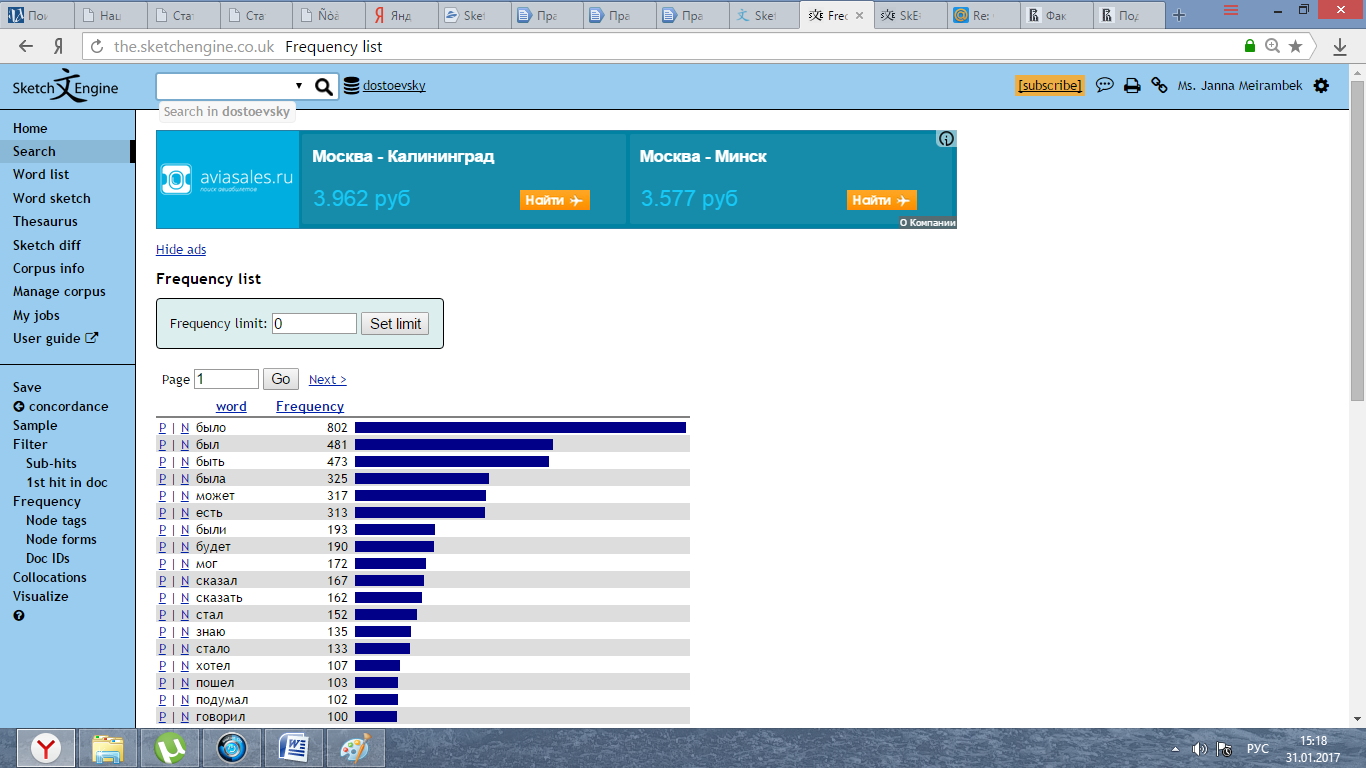 Пои
Наш
Стат
Ста
Ñòà
Янд
Sket
Пра
Пра
Пра
Sket
Freq
SkE
Re: 
Фак
Под
the.sketchengine.co.uk Frequency list
Sketch Engine
dostoevsky
[subscribe]
Ms. Janna Meirambek
Search in dostoevsky
Home
Search
Word list
Word sketch
Thesaurus
Sketch diff
Corpus info
Manage corpus
My jobs
User guide
Save
concordance
Sample
Filter
Sub-hits
1st hit in doc
Frequency
Node tags
Node forms
Doc IDs
Collocations
Visualize
aviasales.ru
поиск авиабилетов
Москва - Калининград
3.962 руб
Найти
Москва - Минск
3.577 руб
Найти
О Компании
Hide ads
Frequency list
Frequency limit: 0 Set limit
Page 1 Go Next >
word Frequency
P | N было 802
P | N был 481
P | N быть 473
P | N была 325
P | N может 317
P | N есть 313
P | N были 193
P | N будет 190
P | N мог 172
P | N сказал 167
P | N сказать 162
P | N стал 152
P | N знаю 135
P | N стало 133
P | N хотел 107
P | N пошел 103
P | N подумал 102
P | N говорил 100
РУС
15:18
31.01.2017